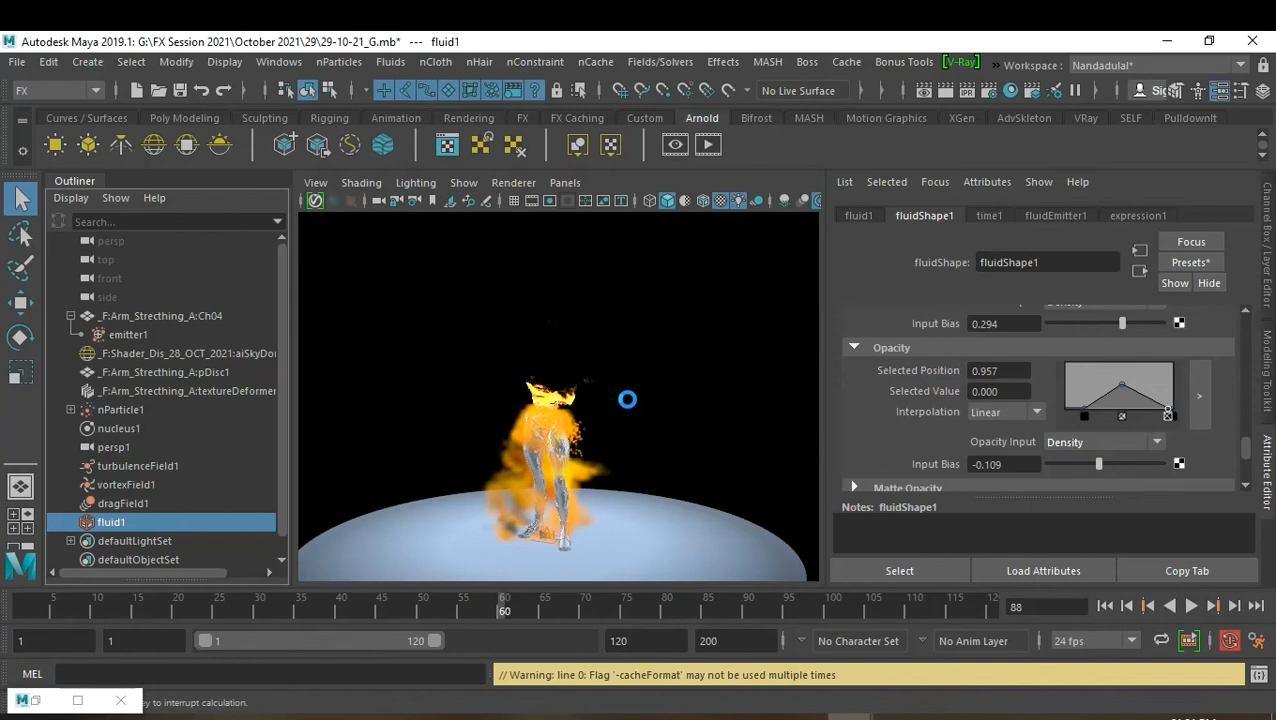 Autodesk Maya 2019.1: G:\FX Session 2021\October 2021\29\29-10-21_G.mb* --- fluid1
File Edit Create Select Modify Display Windows nParticles Fluids nCloth nHair nConstraint nCache Fields/Solvers Effects MASH Boss Cache Bonus Tools [V-Ray] » Workspace : Nandadulal*
FX No Live Surface
Curves / Surfaces Poly Modeling Sculpting Rigging Animation Rendering FX FX Caching Custom Arnold Bifrost MASH Motion Graphics XGen AdvSkeleton VRay SELF PulldownIt
Outliner
Display Show Help
Search...
persp
top
front
side
_F:Arm_Strecthing_A:Ch04
emitter1
_F:Shader_Dis_28_OCT_2021:aiSkyDor
_F:Arm_Strecthing_A:pDisc1
_F:Arm_Strecthing_A:textureDeformer
nParticle1
nucleus1
persp1
turbulenceField1
vortexField1
dragField1
fluid1
defaultLightSet
defaultObjectSet
View Shading Lighting Show Renderer Panels
List Selected Focus Attributes Show Help
fluid1 fluidShape1 time1 fluidEmitter1 expression1
Focus
fluidShape: fluidShape1 Presets*
Show Hide
Input Bias 0.294
Opacity
Selected Position 0.957
Selected Value 0.000
Interpolation Linear
>
Opacity Input Density
Input Bias -0.109
Matte Opacity
Notes: fluidShape1
Select Load Attributes Copy Tab
Channel Box / Layer Editor
Modeling Toolkit
Attribute Editor
5 10 15 20 25 30 35 40 45 50 55 60 65 70 75 80 85 90 95 100 105 110 115 12
60
88
1 1 1 120 120 200 No Character Set No Anim Layer 24 fps
MEL // Warning: line 0: Flag '-cacheFormat' may not be used multiple times
ey to interrupt calculation.